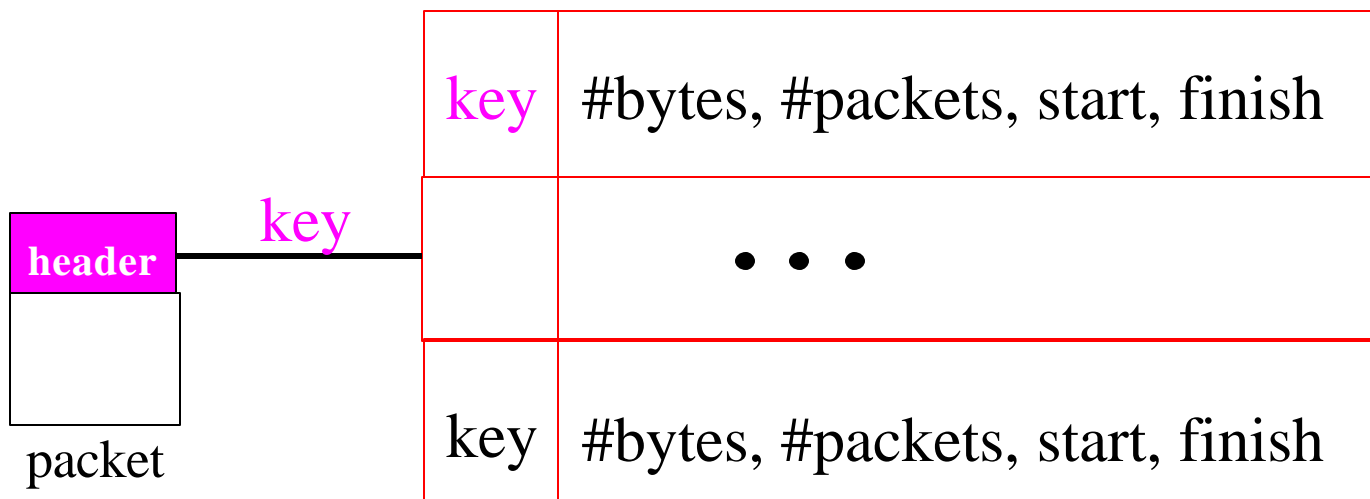 key #bytes, #packets, start, finish
key
header
• • •
packet
key #bytes, #packets, start, finish